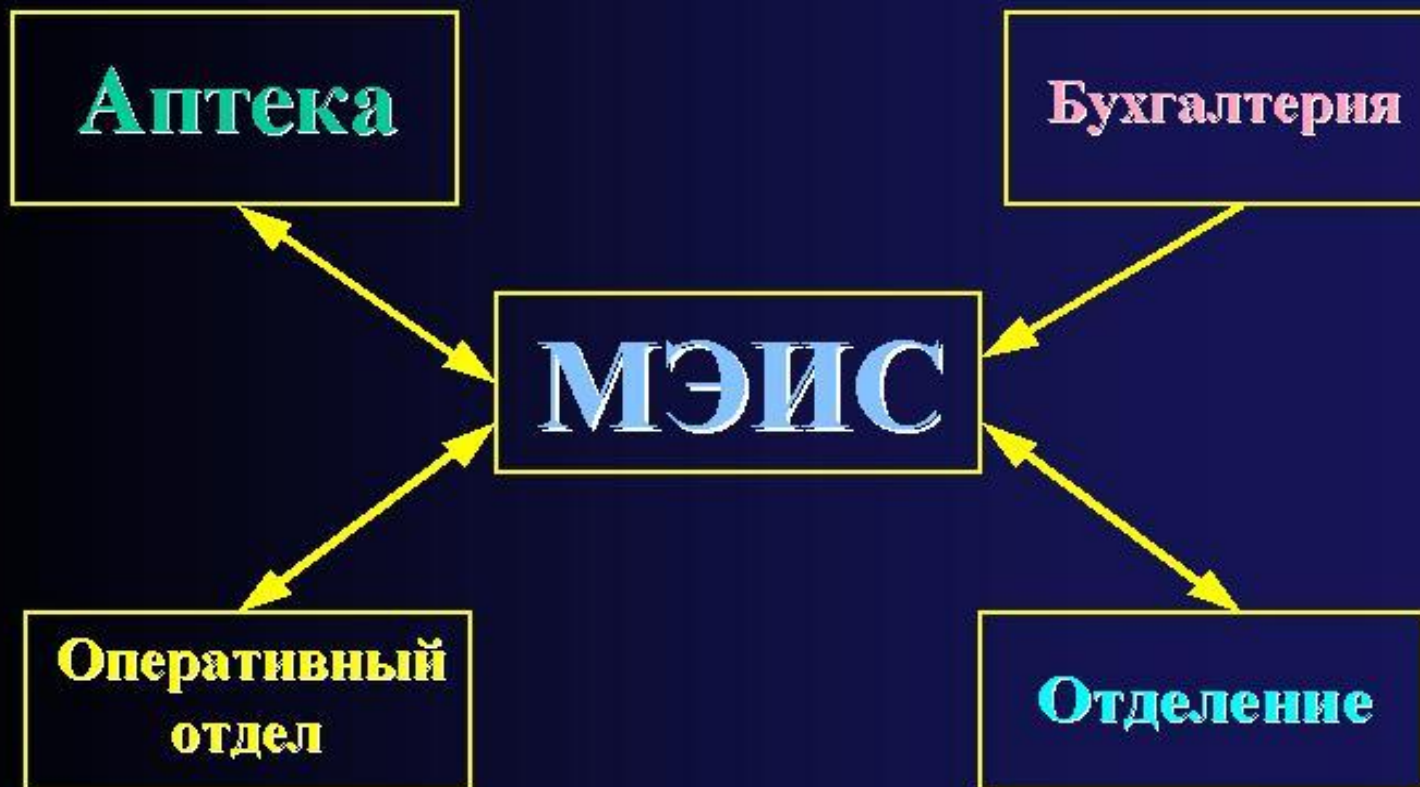 Аптека
Бухгалтерия
МЭИС
Оперативный
отдел
Отделение